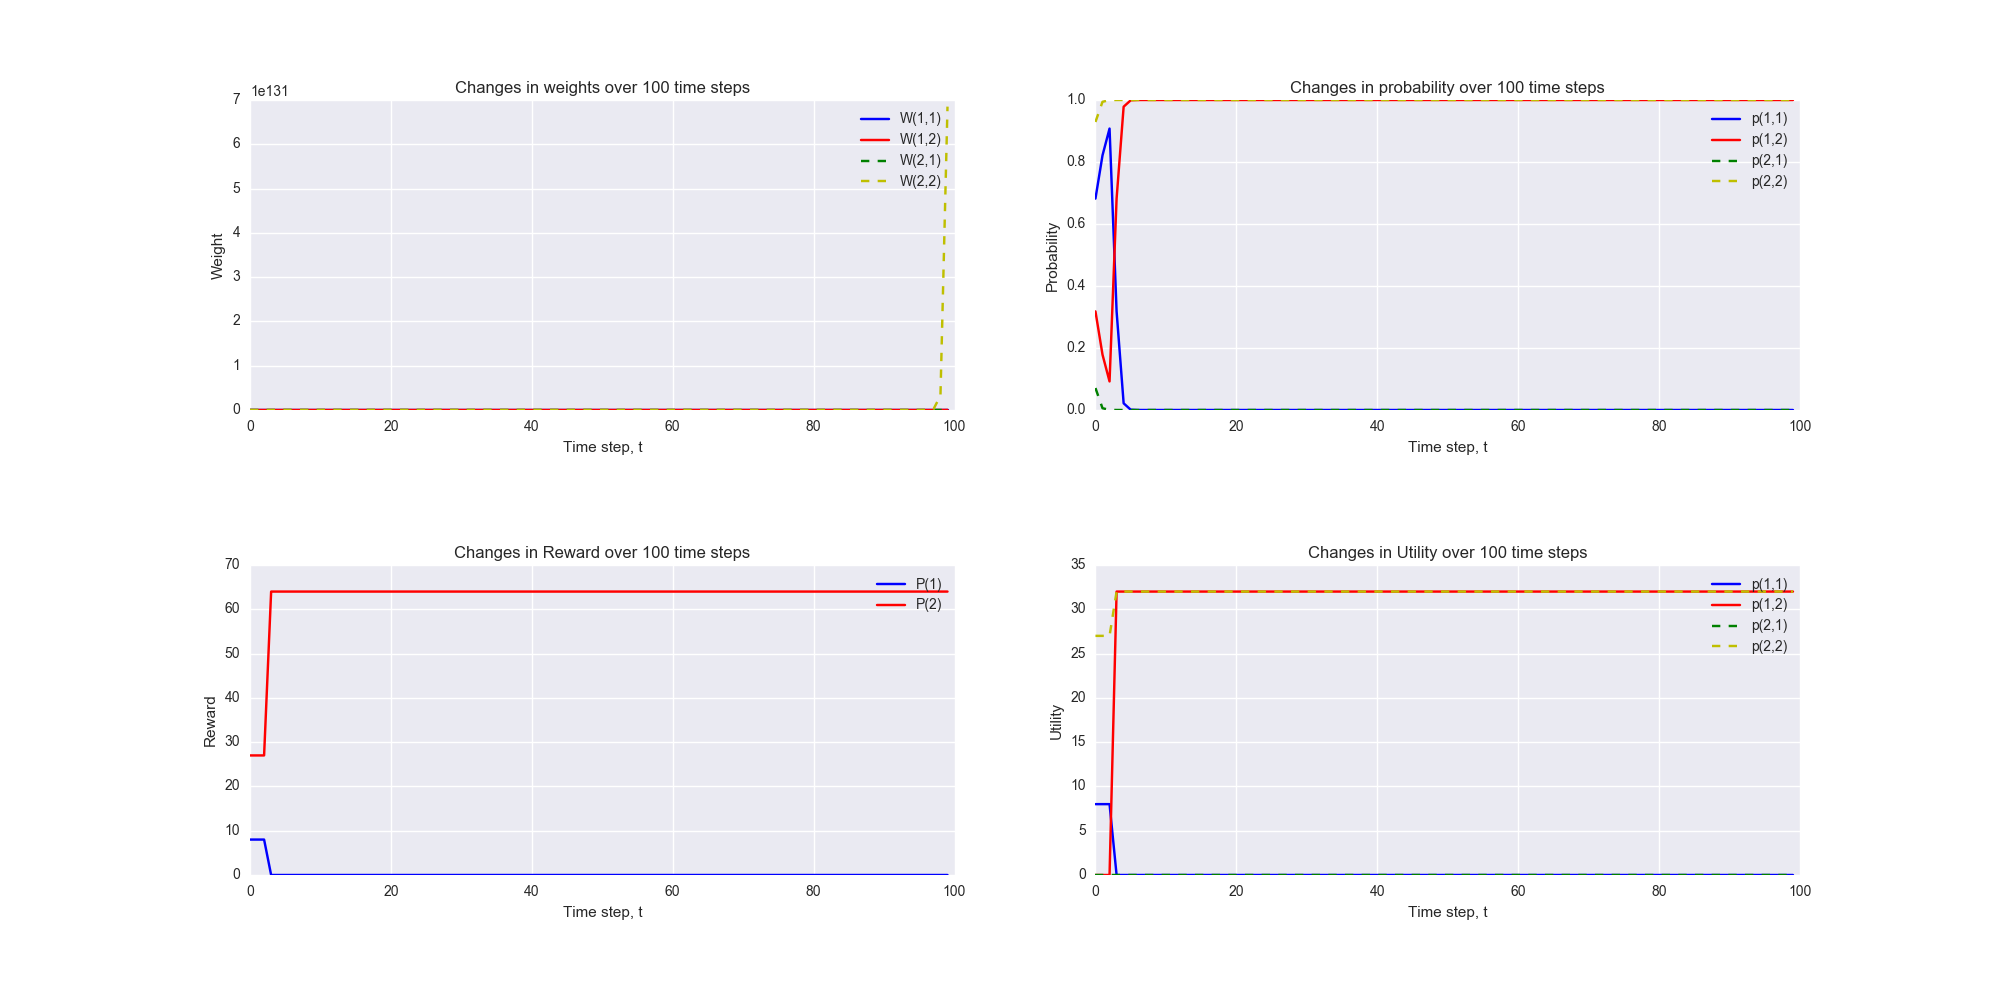 Changes in weights over 100 time steps
1e131
7
6
5
4
3
2
1
0
Weight
W(1,1)
W(1,2)
W(2,1)
W(2,2)
0 20 40 60 80 100
Time step, t
Changes in probability over 100 time steps
1.0
0.8
0.6
0.4
0.2
0.0
Probability
p(1,1)
p(1,2)
p(2,1)
p(2,2)
0 20 40 60 80 100
Time step, t
Changes in Reward over 100 time steps
70
60
50
40
30
20
10
0
Reward
P(1)
P(2)
0 20 40 60 80 100
Time step, t
Changes in Utility over 100 time steps
35
30
25
20
15
10
5
0
Utility
p(1,1)
p(1,2)
p(2,1)
p(2,2)
0 20 40 60 80 100
Time step, t